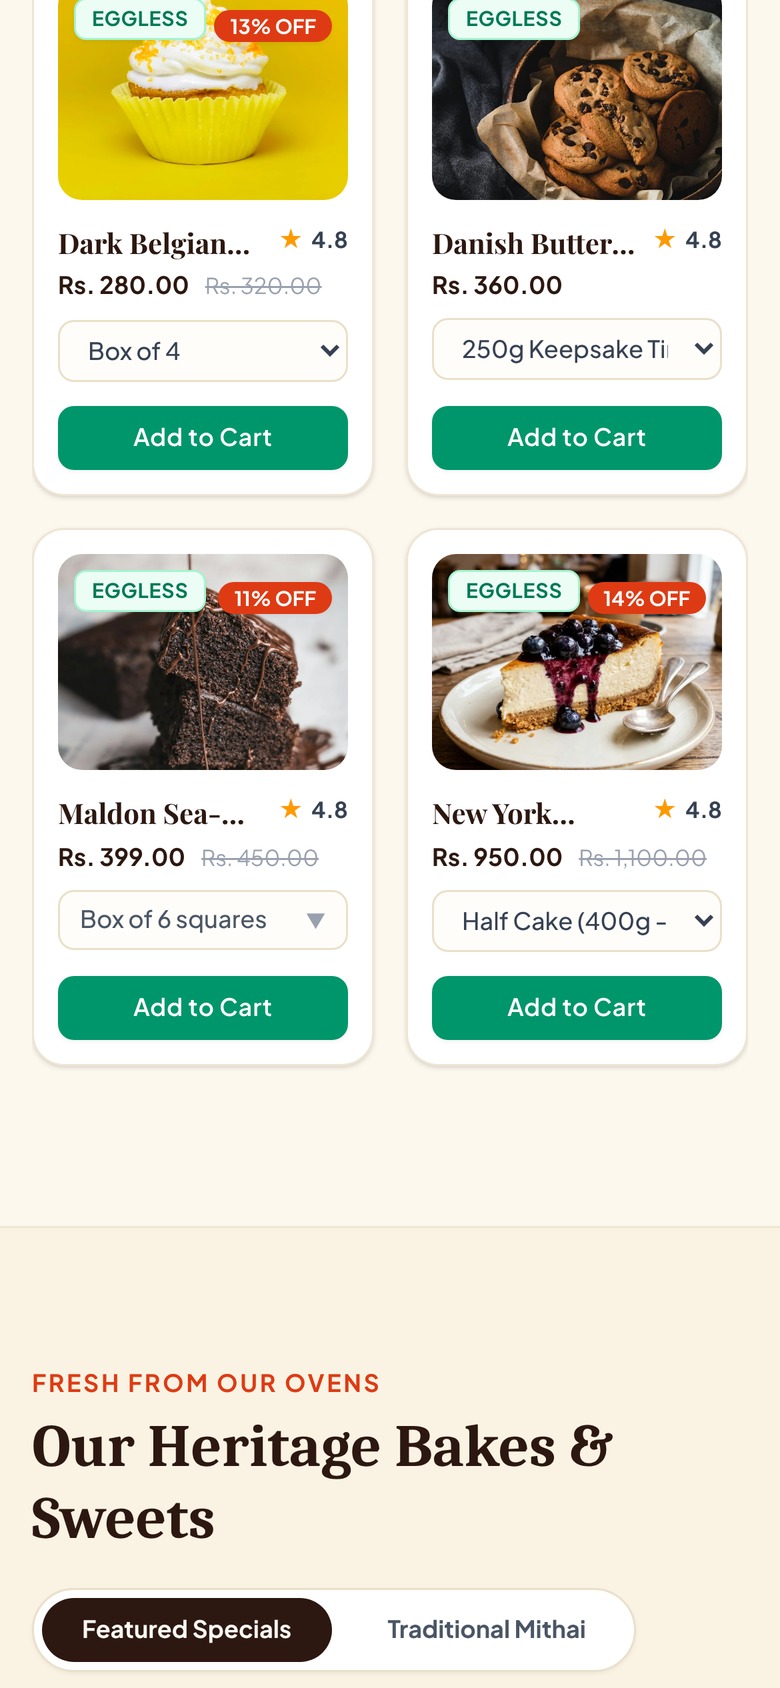 EGGLESS
13% OFF
EGGLESS
Dark Belgian... ★ 4.8
Rs. 280.00 Rs. 320.00
Box of 4
Add to Cart
Danish Butter... ★ 4.8
Rs. 360.00
250g Keepsake Ti
Add to Cart
EGGLESS
11% OFF
Maldon Sea-... ★ 4.8
Rs. 399.00 Rs. 450.00
Box of 6 squares ▼
Add to Cart
EGGLESS
14% OFF
New York... ★ 4.8
Rs. 950.00 Rs. 1,100.00
Half Cake (400g -
Add to Cart
FRESH FROM OUR OVENS
Our Heritage Bakes &
Sweets
Featured Specials
Traditional Mithai